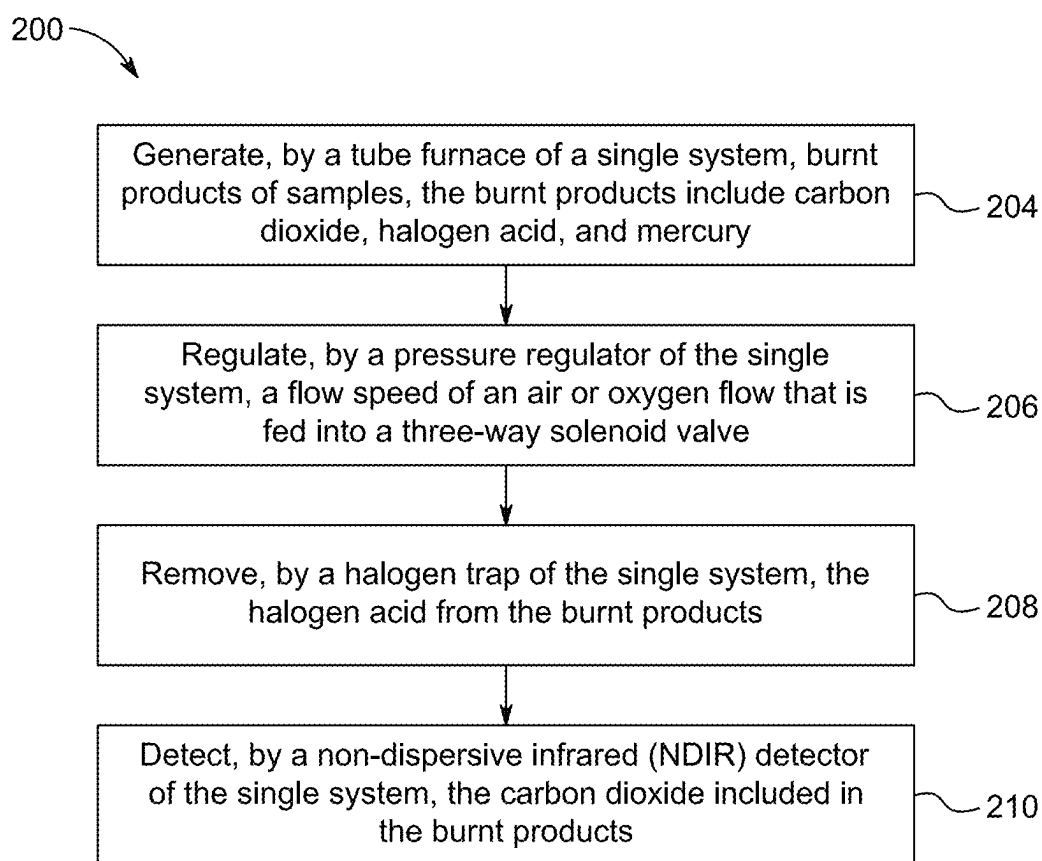 200
Generate, by a tube furnace of a single system, burnt
products of samples, the burnt products include carbon
dioxide, halogen acid, and mercury
204
Regulate, by a pressure regulator of the single
system, a flow speed of an air or oxygen flow that is
fed into a three-way solenoid valve
206
Remove, by a halogen trap of the single system, the
halogen acid from the burnt products
208
Detect, by a non-dispersive infrared (NDIR) detector
of the single system, the carbon dioxide included in
the burnt products
210